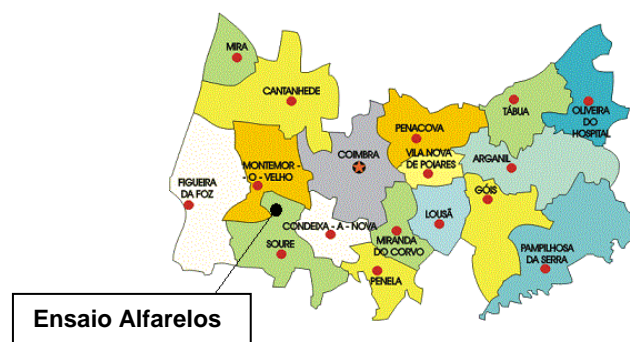 MIRA
CANTANHEDE
PENACOVA
TÁBUA
OLIVEIRA
DO
HOSPITAL
COIMBRA
VILA NOVA
DE POIARES
ARGANIL
MONTEMOR -
- O - VELHO
FIGUEIRA
DA FOZ
GÓIS
LOUSÃ
CONDEIXA - A - NOVA
MIRANDA
DO CORVO
SOURE
PAMPILHOSA
DA SERRA
PENELA
Ensaio Alfarelos